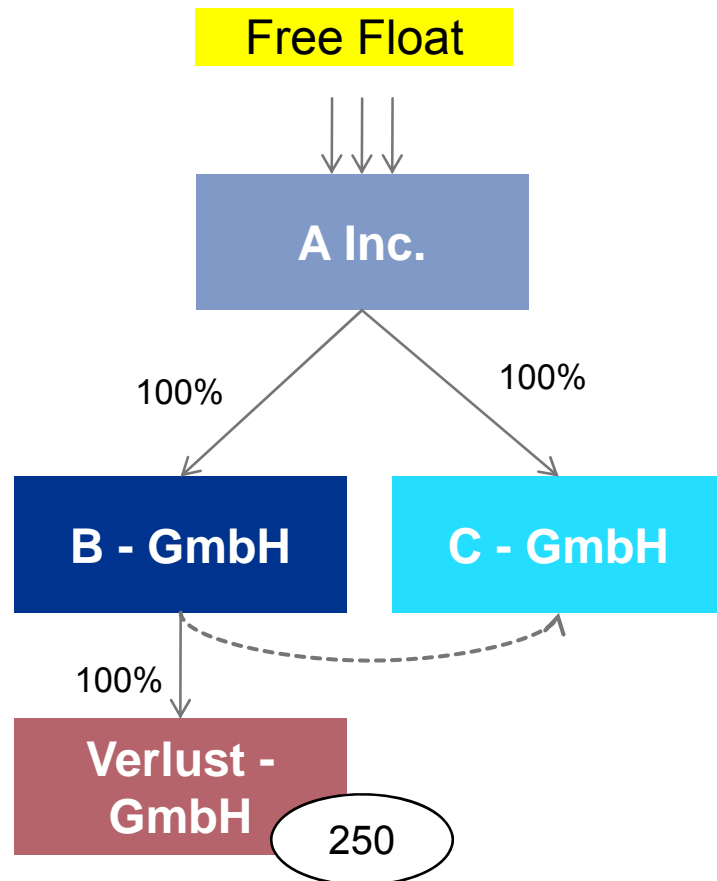 Free Float
A Inc.
100%
100%
B - GmbH
C - GmbH
100%
Verlust -
GmbH
250